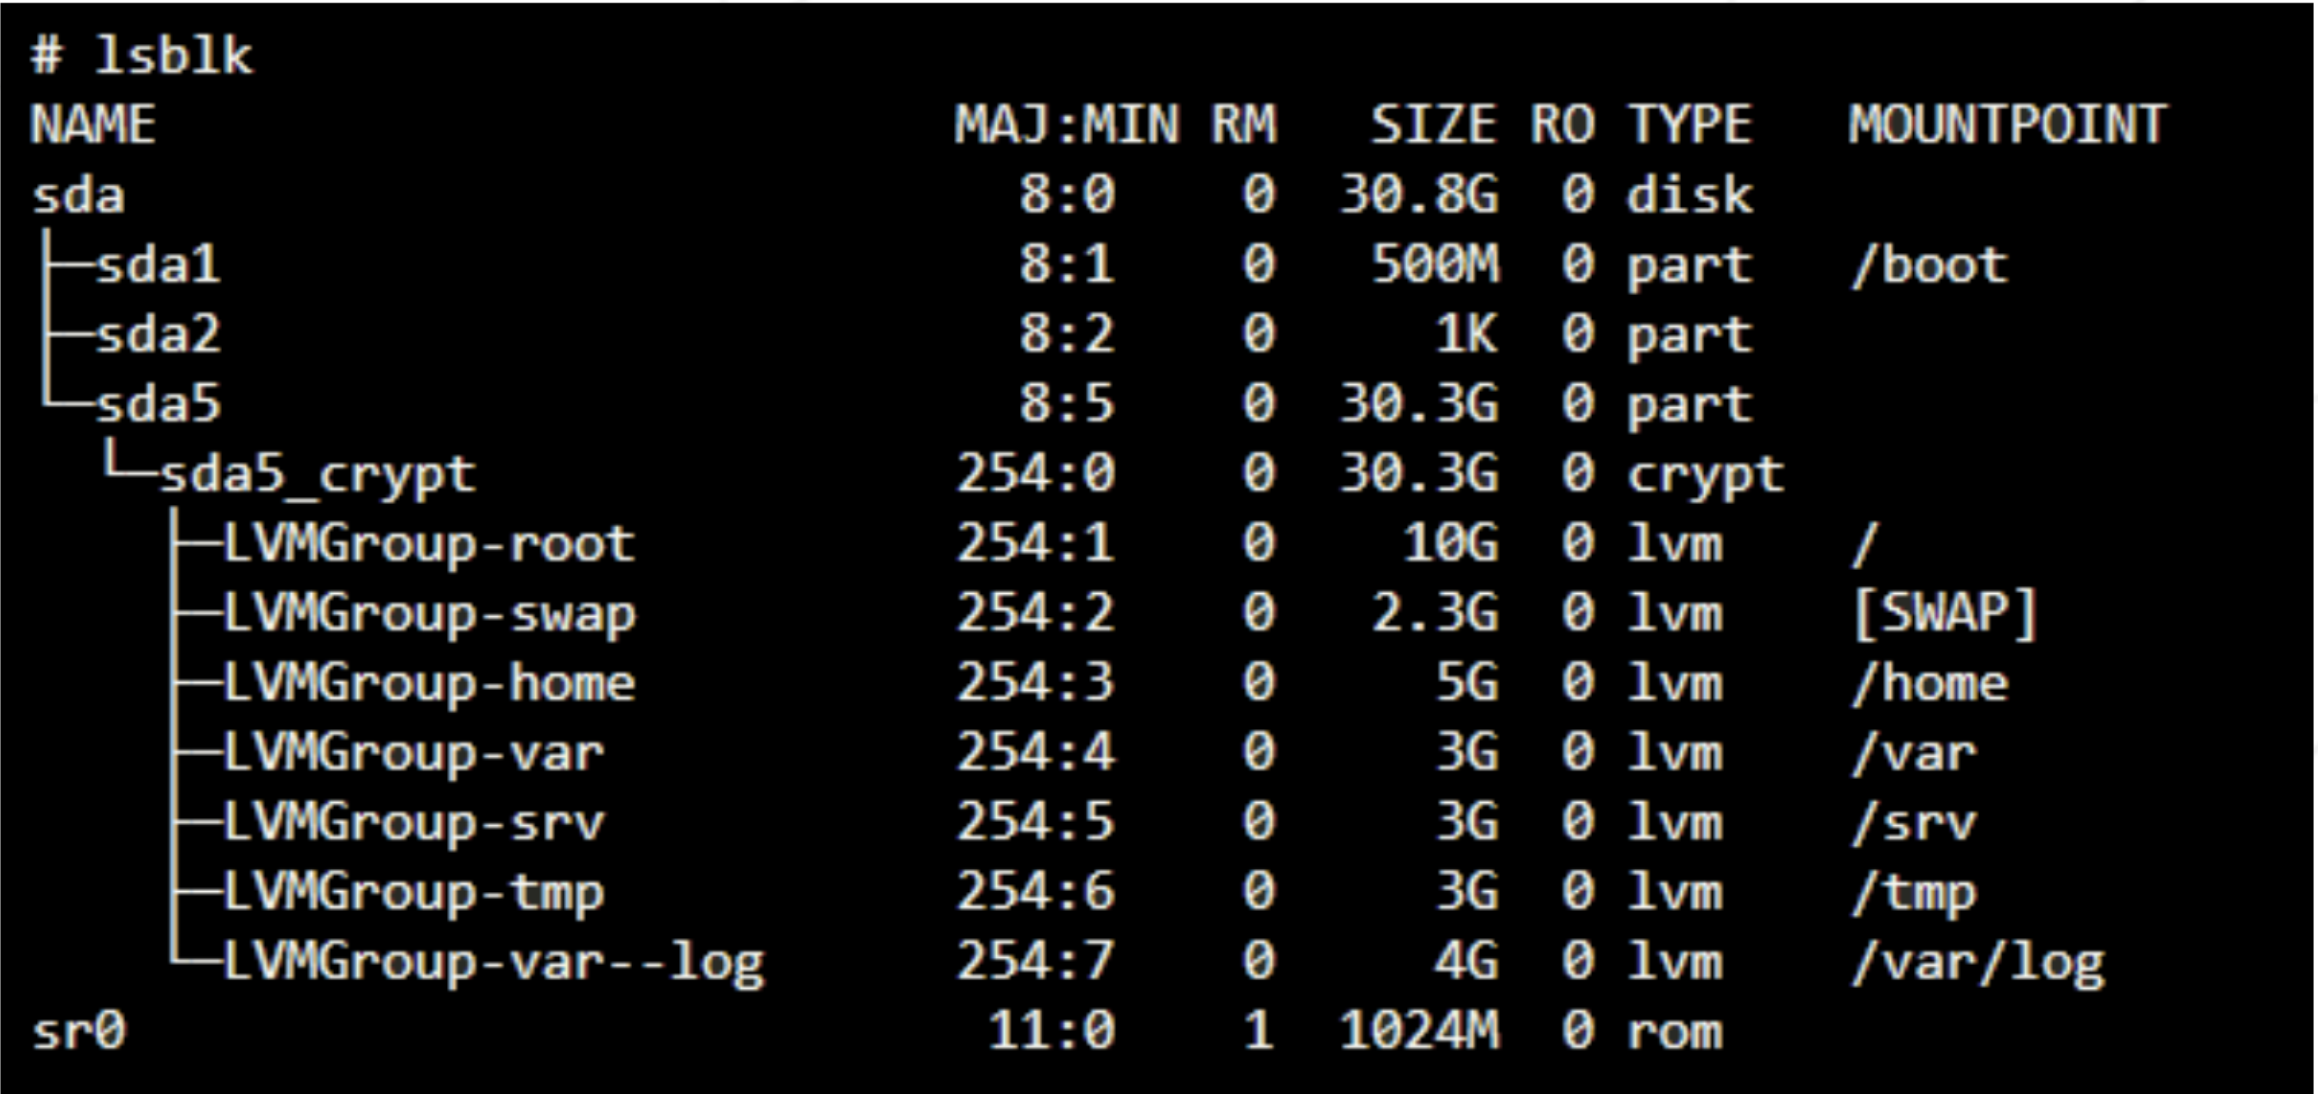 # lsblk
NAME                         MAJ:MIN RM   SIZE RO TYPE   MOUNTPOINT
sda                            8:0    0  30.8G  0 disk
├─sda1                         8:1    0   500M  0 part   /boot
├─sda2                         8:2    0     1K  0 part
└─sda5                         8:5    0  30.3G  0 part
  └─sda5_crypt               254:0    0  30.3G  0 crypt
    ├─LVMGroup-root          254:1    0    10G  0 lvm    /
    ├─LVMGroup-swap          254:2    0   2.3G  0 lvm    [SWAP]
    ├─LVMGroup-home          254:3    0     5G  0 lvm    /home
    ├─LVMGroup-var           254:4    0     3G  0 lvm    /var
    ├─LVMGroup-srv           254:5    0     3G  0 lvm    /srv
    ├─LVMGroup-tmp           254:6    0     3G  0 lvm    /tmp
    └─LVMGroup-var--log      254:7    0     4G  0 lvm    /var/log
sr0                           11:0    1  1024M  0 rom